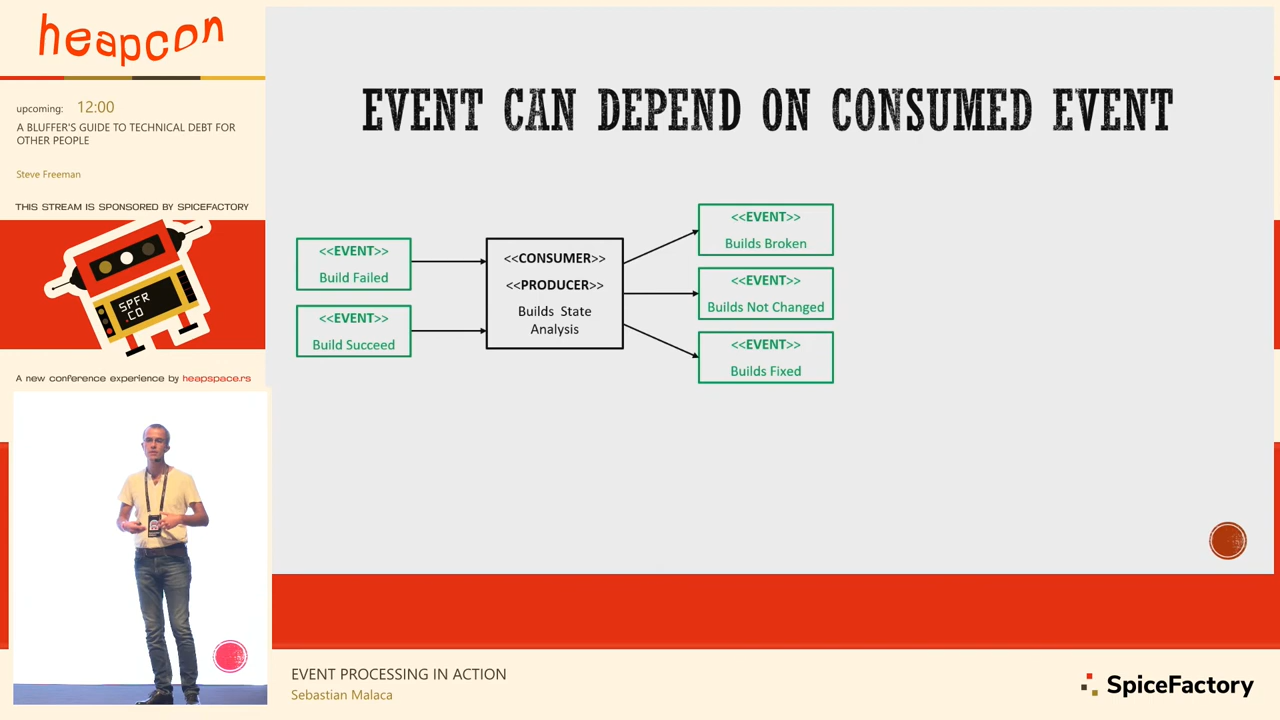 heapcon
upcoming: 12:00
A BLUFFER'S GUIDE TO TECHNICAL DEBT FOR
OTHER PEOPLE
Steve Freeman
THIS STREAM IS SPONSORED BY SPICEFACTORY
SPFR
.CO
A new conference experience by heapspace.rs
EVENT CAN DEPEND ON CONSUMED EVENT
<<EVENT>>
Build Failed
<<EVENT>>
Build Succeed
<<CONSUMER>>
<<PRODUCER>>
Builds State
Analysis
<<EVENT>>
Builds Broken
<<EVENT>>
Builds Not Changed
<<EVENT>>
Builds Fixed
EVENT PROCESSING IN ACTION
Sebastian Malaca
SpiceFactory